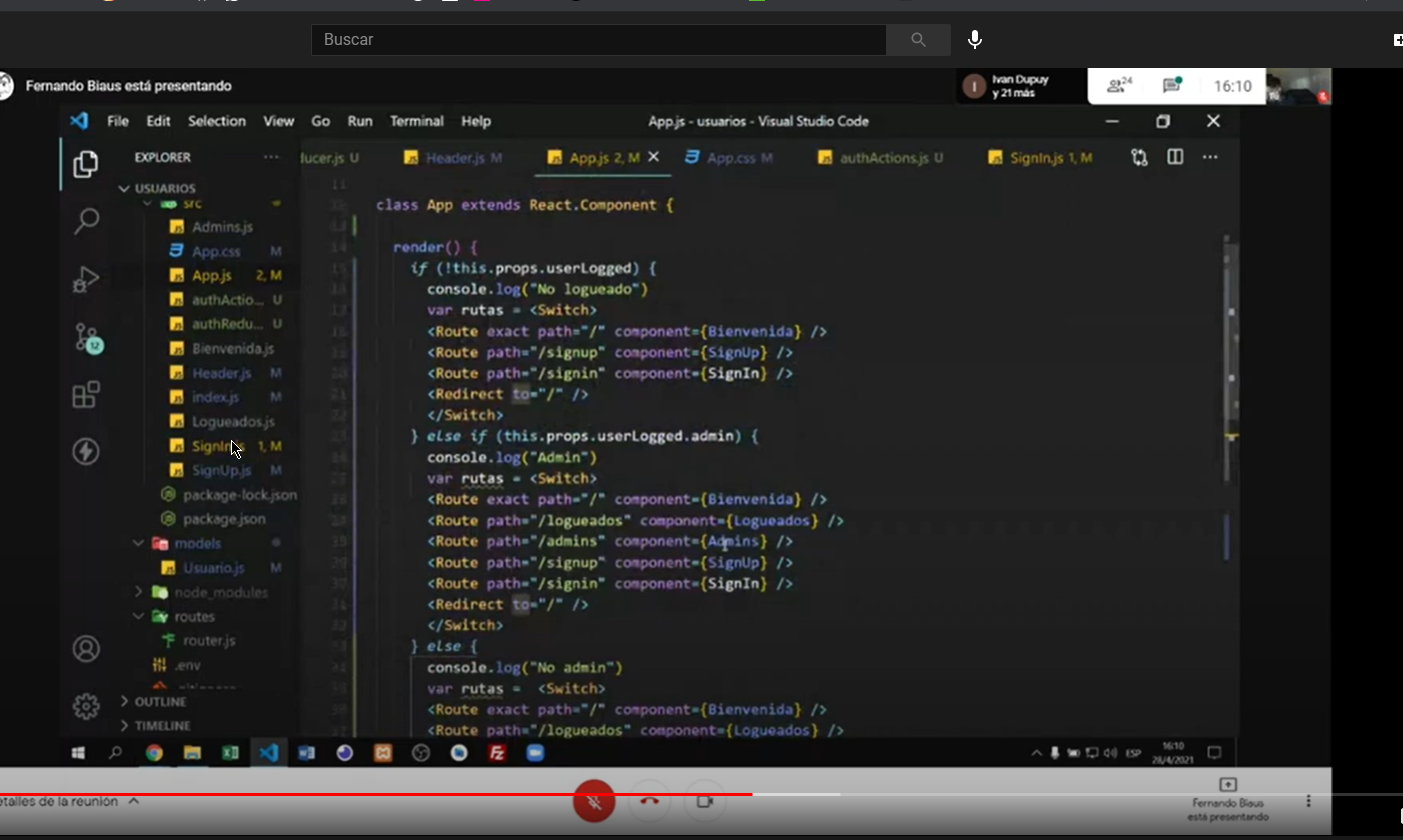 Buscar
Fernando Biaus está presentando
Ivan Dupuy
y 21 más
24
16:10
File Edit Selection View Go Run Terminal Help
App.js - usuarios - Visual Studio Code
EXPLORER
ducer.js U
Header.js M
App.js 2, M
App.css M
authActions.js U
SignIn.js 1, M
USUARIOS
src
Admins.js
App.css M
App.js 2, M
authActio... U
authRedu... U
Bienvenida.js
Header.js M
index.js M
Logueados.js
SignIn.js 1, M
SignUp.js M
package-lock.json
package.json
models
Usuario.js M
node_modules
routes
router.js
.env
OUTLINE
TIMELINE
12
11
class App extends React.Component {
render() {
if (!this.props.userLogged) {
console.log("No logueado")
var rutas = <Switch>
<Route exact path="/" component={Bienvenida} />
<Route path="/signup" component={SignUp} />
<Route path="/signin" component={SignIn} />
<Redirect to="/" />
</Switch>
} else if (this.props.userLogged.admin) {
console.log("Admin")
var rutas = <Switch>
<Route exact path="/" component={Bienvenida} />
<Route path="/logueados" component={Logueados} />
<Route path="/admins" component={Admins} />
<Route path="/signup" component={SignUp} />
<Route path="/signin" component={SignIn} />
<Redirect to="/" />
</Switch>
} else {
console.log("No admin")
var rutas = <Switch>
<Route exact path="/" component={Bienvenida} />
<Route path="/logueados" component={Logueados} />
ESP
16:10
28/4/2021
etalles de la reunión
Fernando Biaus
está presentando